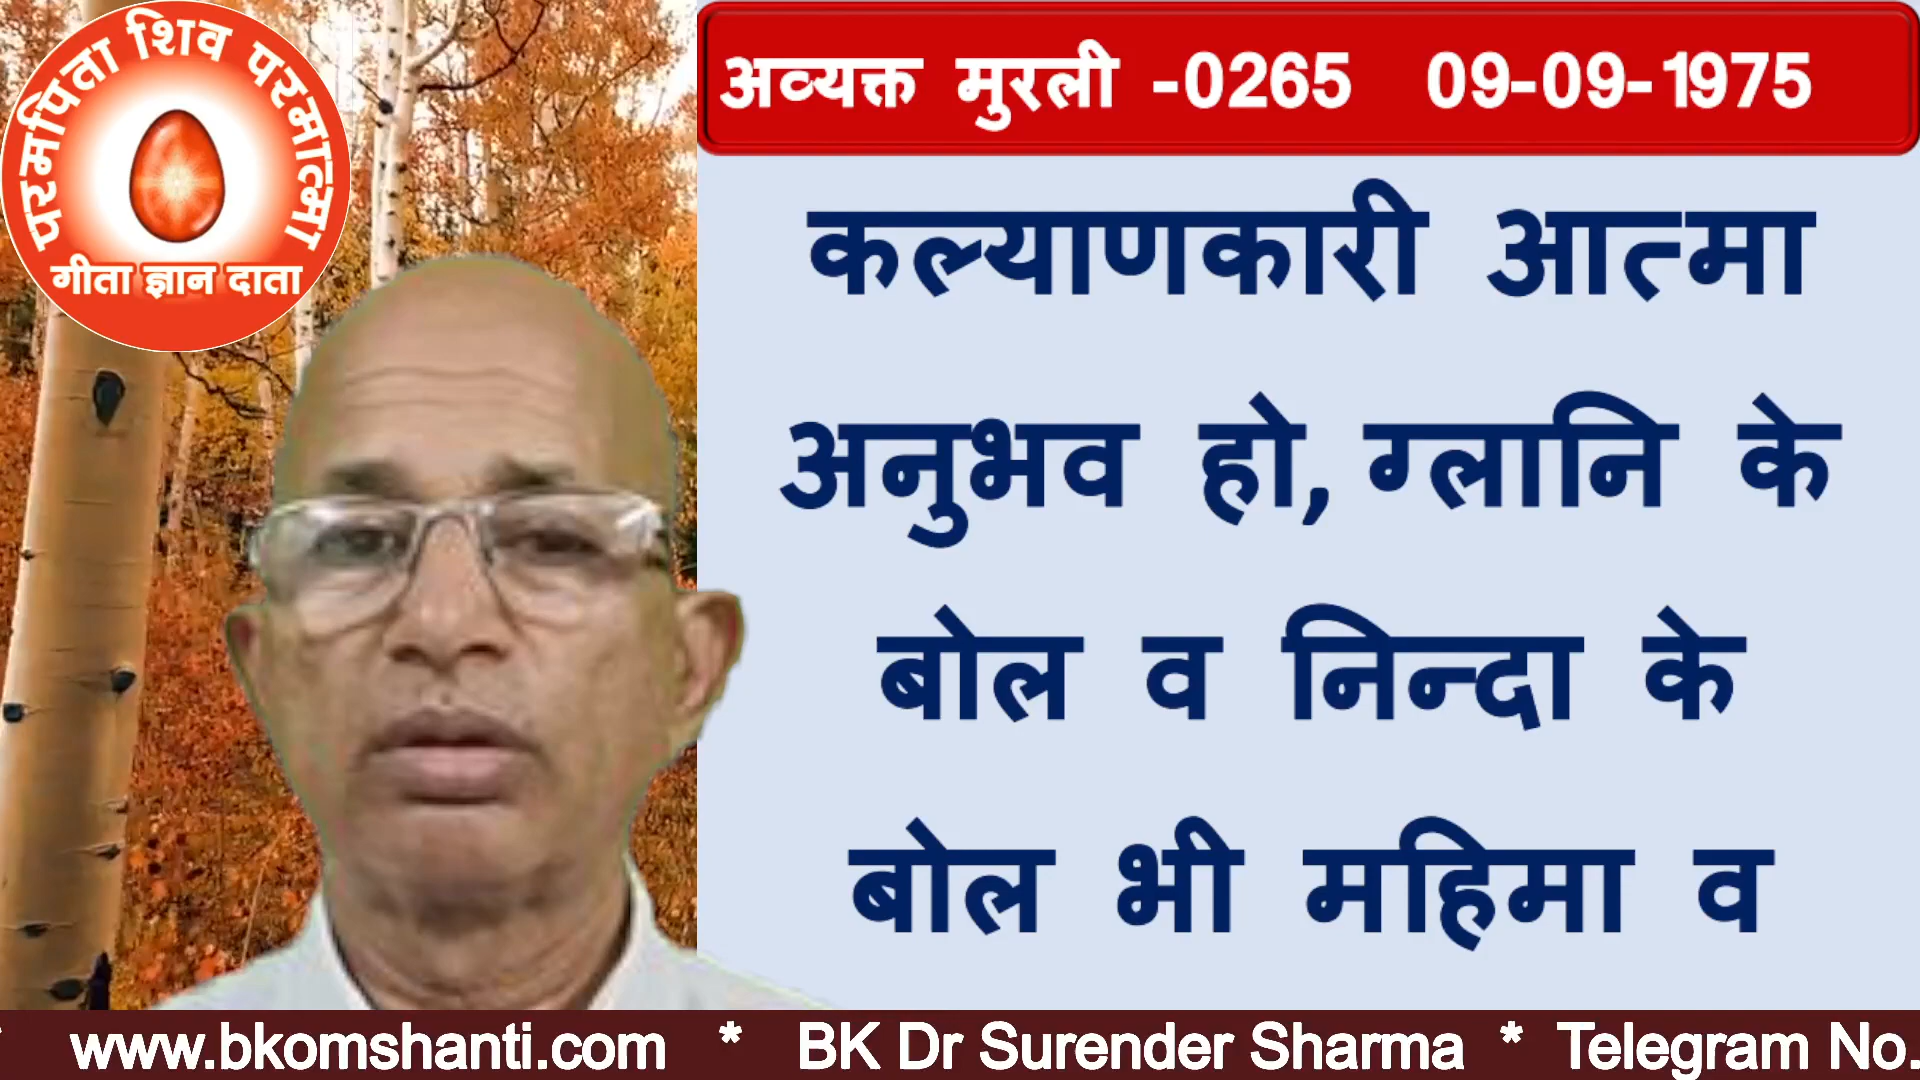 परमपिता शिव परमात्मा
गीता ज्ञान दाता
अव्यक्त मुरली -0265 09-09-1975
कल्याणकारी आत्मा
अनुभव हो, ग्लानि के
बोल व निन्दा के
बोल भी महिमा व
* www.bkomshanti.com * BK Dr Surender Sharma * Telegram No.